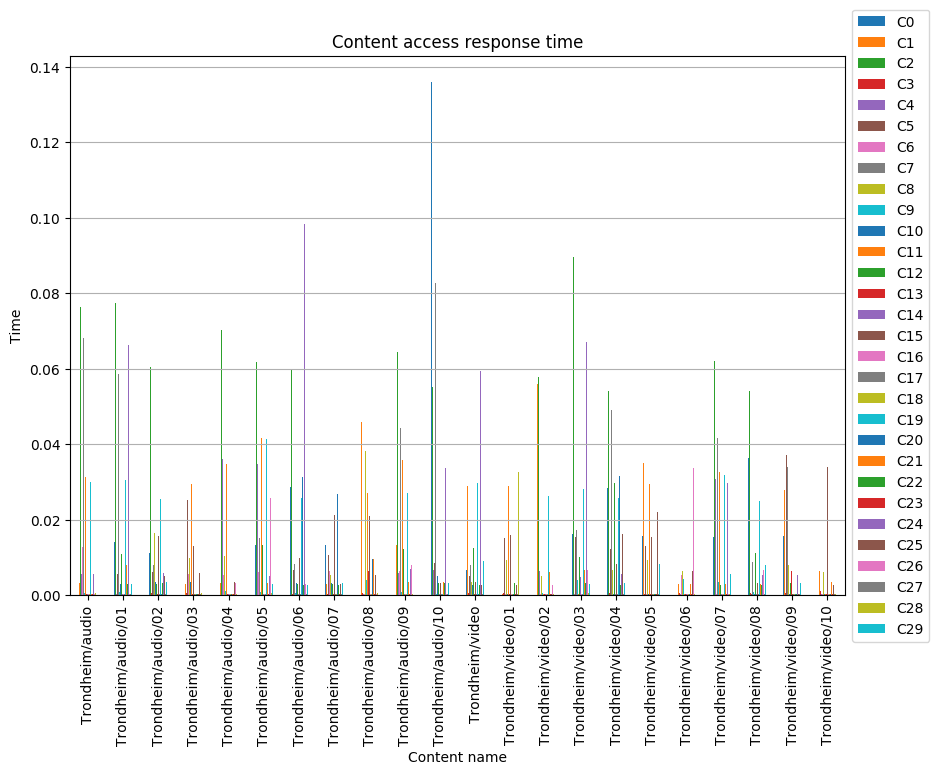 Content access response time
Time
0.14
0.12
0.10
0.08
0.06
0.04
0.02
0.00
Trondheim/audio
Trondheim/audio/01
Trondheim/audio/02
Trondheim/audio/03
Trondheim/audio/04
Trondheim/audio/05
Trondheim/audio/06
Trondheim/audio/07
Trondheim/audio/08
Trondheim/audio/09
Trondheim/audio/10
Trondheim/video
Trondheim/video/01
Trondheim/video/02
Trondheim/video/03
Trondheim/video/04
Trondheim/video/05
Trondheim/video/06
Trondheim/video/07
Trondheim/video/08
Trondheim/video/09
Trondheim/video/10
Content name
C0
C1
C2
C3
C4
C5
C6
C7
C8
C9
C10
C11
C12
C13
C14
C15
C16
C17
C18
C19
C20
C21
C22
C23
C24
C25
C26
C27
C28
C29